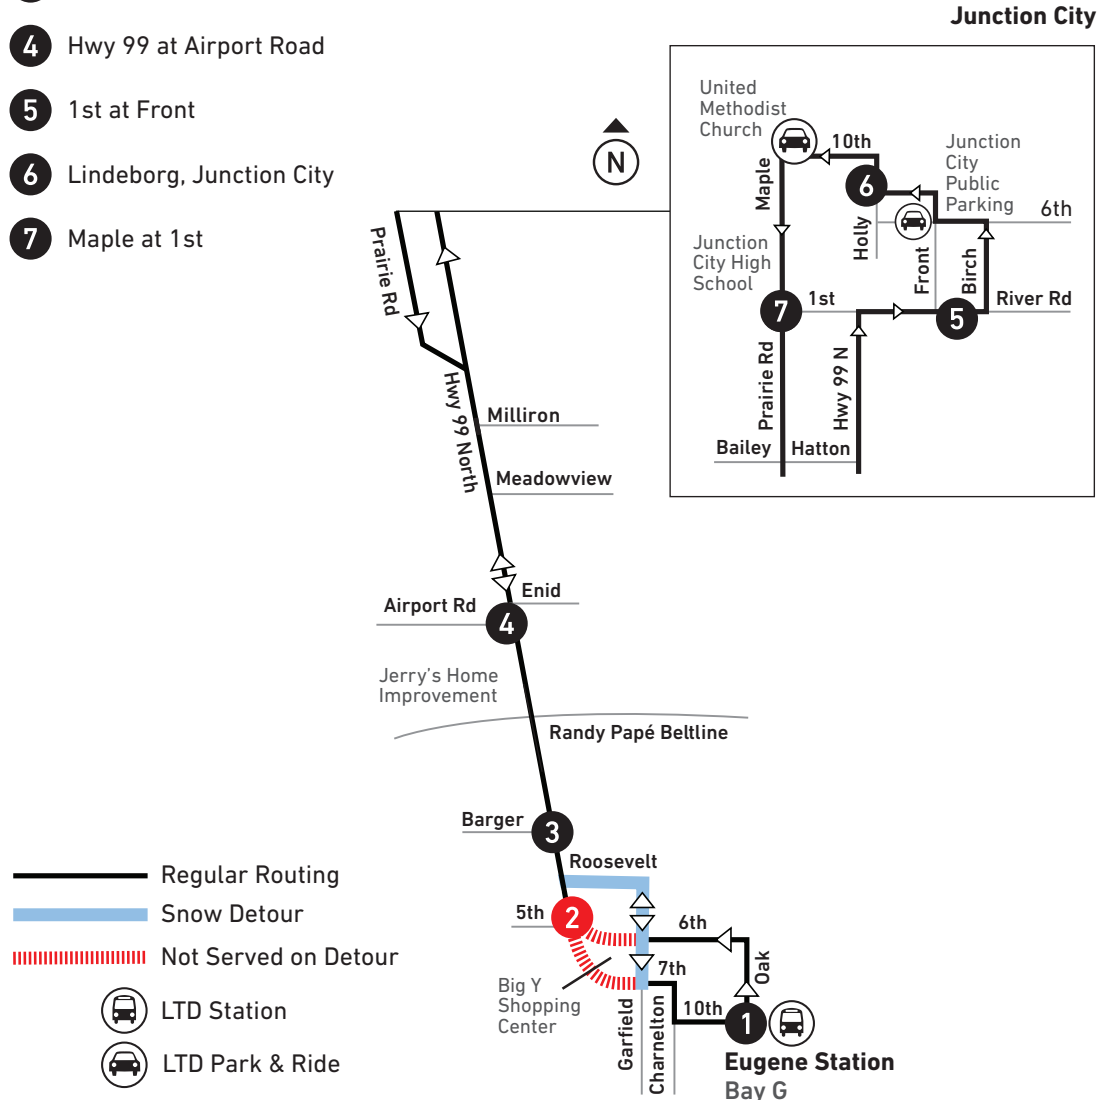 Junction City
4 Hwy 99 at Airport Road
5 1st at Front
6 Lindeborg, Junction City
7 Maple at 1st
N
United
Methodist
Church
10th
Junction
City
Public
Parking
6th
Maple
6
Holly
Junction
City High
School
Front
Birch
7
1st
River Rd
5
Prairie Rd
Hwy 99 N
Bailey
Hatton
Prairie Rd
Hwy 99 North
Milliron
Meadowview
Enid
Airport Rd
4
Jerry's Home
Improvement
Randy Papé Beltline
Barger
3
Roosevelt
5th
2
6th
Oak
7th
Big Y
Shopping
Center
10th
1
Garfield
Charnelton
Eugene Station
Bay G
Regular Routing
Snow Detour
Not Served on Detour
LTD Station
LTD Park & Ride